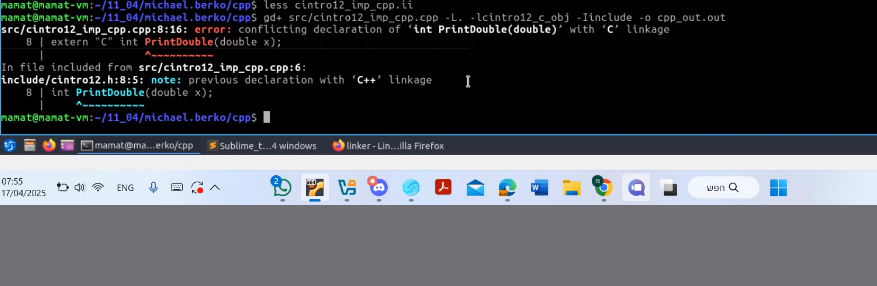 mamat@mamat-vm:~/11_04/michael.berko/cpp$ less cintro12_imp_cpp.ii
mamat@mamat-vm:~/11_04/michael.berko/cpp$ gd+ src/cintro12_imp_cpp.cpp -L. -lcintro12_c_obj -Iinclude -o cpp_out.out
src/cintro12_imp_cpp.cpp:8:16: error: conflicting declaration of ‘int PrintDouble(double)’ with ‘C’ linkage
8 | extern "C" int PrintDouble(double x);
| ^~~~~~~~~~~
In file included from src/cintro12_imp_cpp.cpp:6:
include/cintro12.h:8:5: note: previous declaration with ‘C++’ linkage
8 | int PrintDouble(double x);
| ^~~~~~~~~~~
mamat@mamat-vm:~/11_04/michael.berko/cpp$
mamat@ma...erko/cpp Sublime_t...4 windows linker - Lin...illa Firefox
07:55
17/04/2025
ENG
2
n
חפש